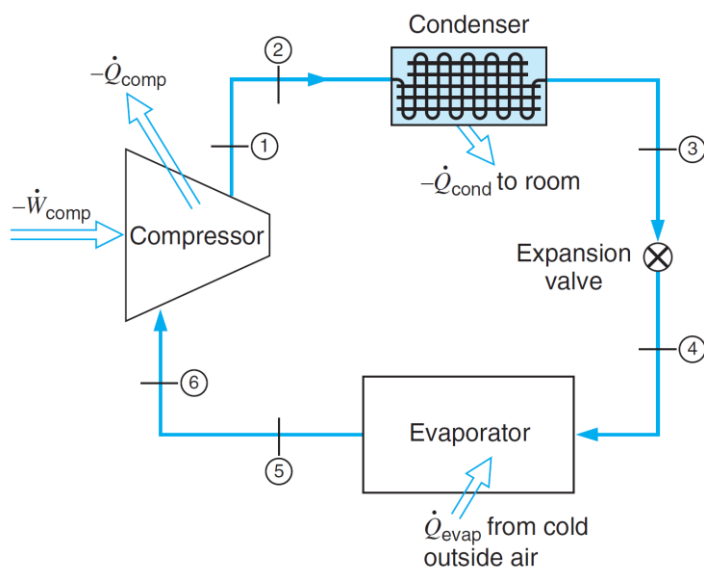 Condenser
②
–Q̇comp
①
③
–Q̇cond to room
–Ẇcomp
Compressor
Expansion
valve
④
⑥
Evaporator
⑤
Q̇evap from cold
outside air